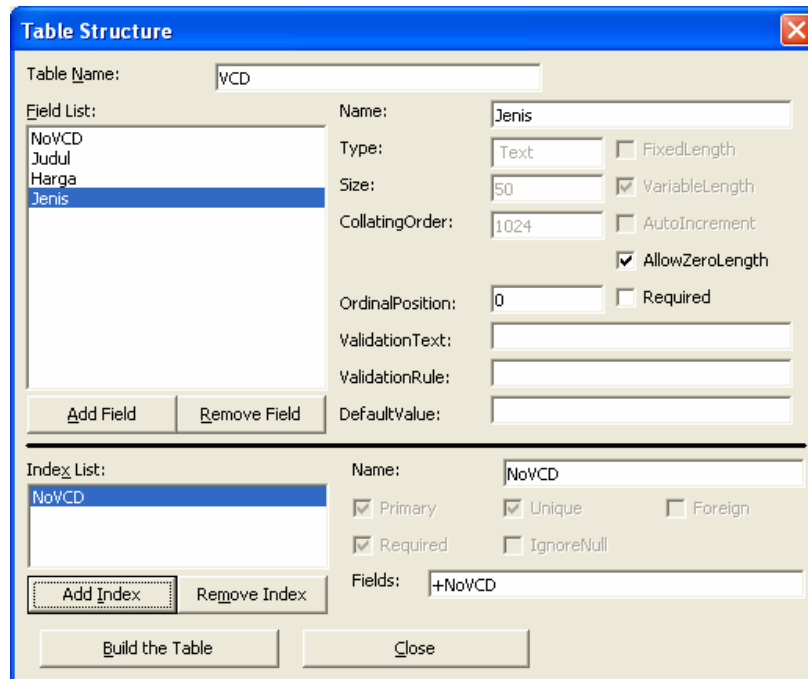 Table Structure
Table Name: VCD
Field List:
NoVCD
Judul
Harga
Jenis
Add Field Remove Field
Name: Jenis
Type: Text FixedLength
Size: 50 VariableLength
CollatingOrder: 1024 AutoIncrement
AllowZeroLength
OrdinalPosition: 0 Required
ValidationText:
ValidationRule:
DefaultValue:
Index List:
NoVCD
Add Index Remove Index
Name: NoVCD
Primary Unique Foreign
Required IgnoreNull
Fields: +NoVCD
Build the Table Close